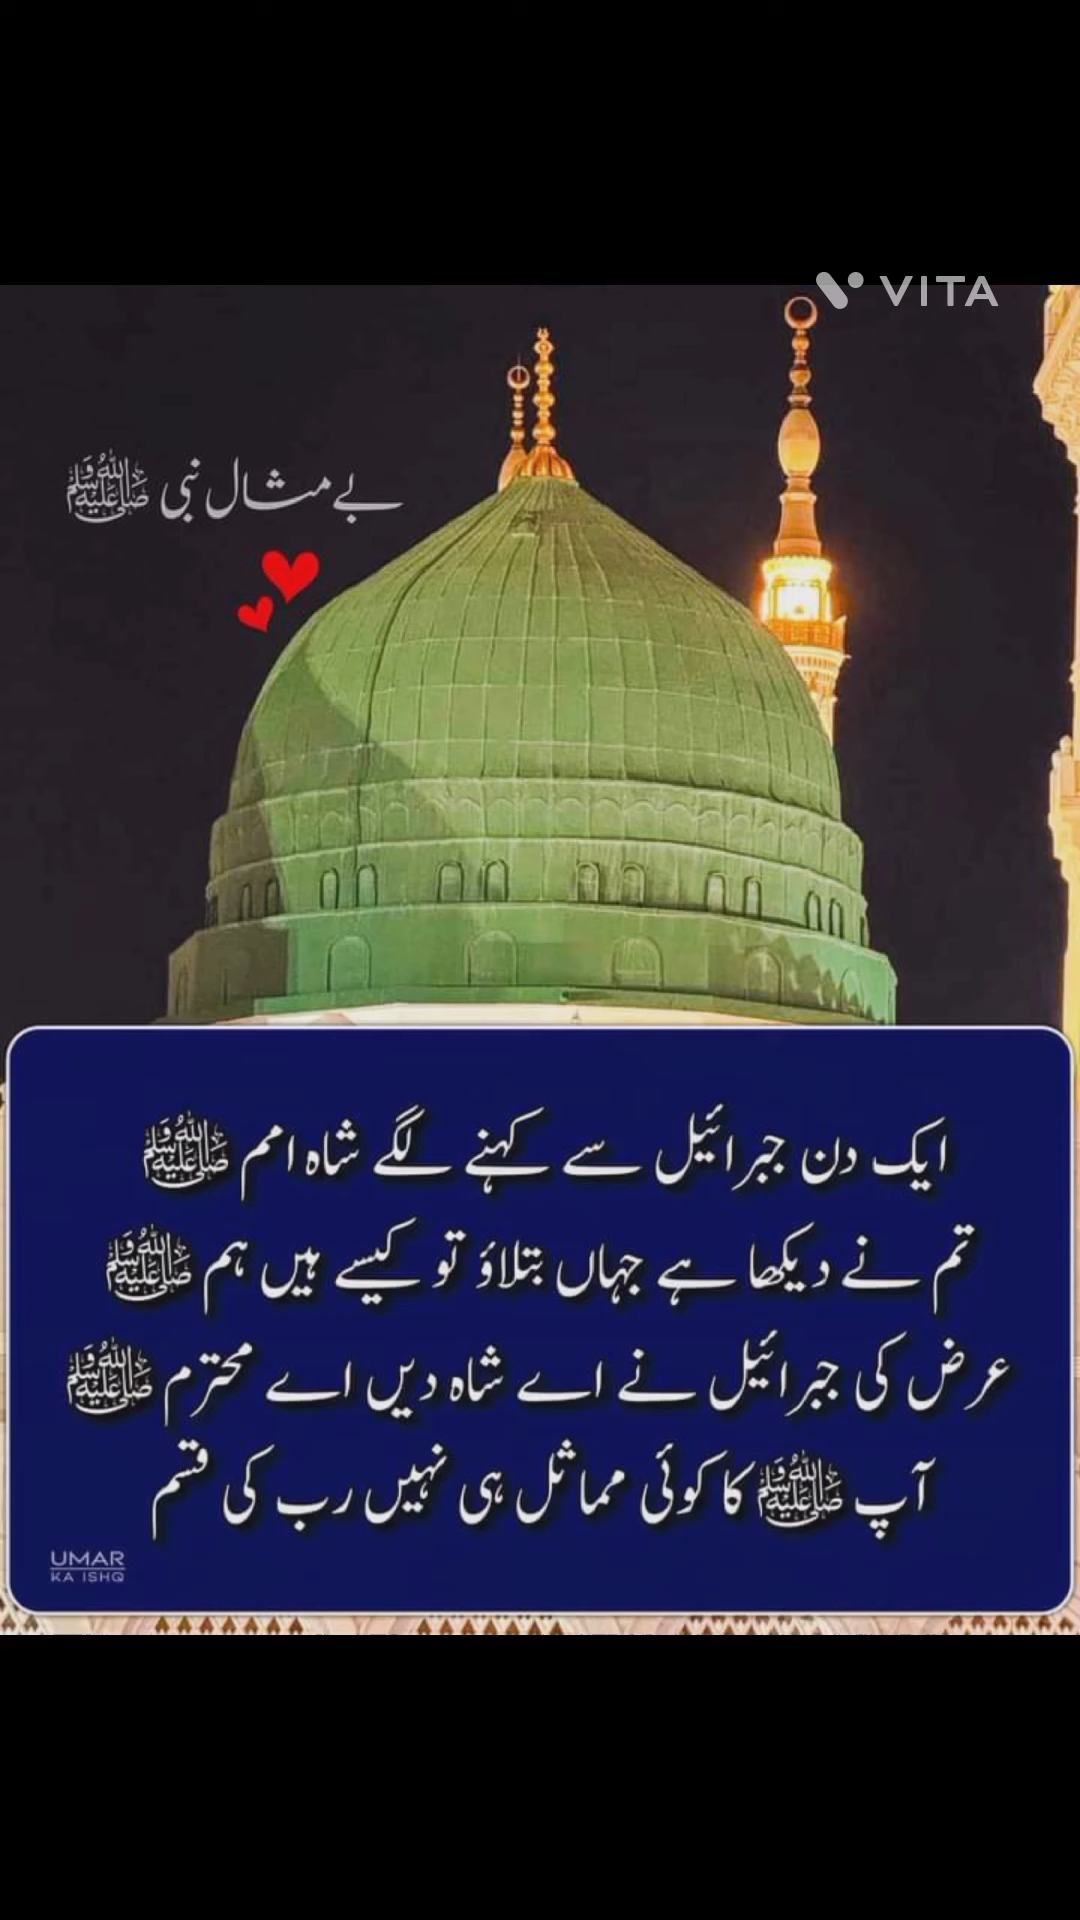 VITA
بے مثال نبی ﷺ
ایک دن جبرائیل سے کہنے لگے شاہ امم ﷺ
تم نے دیکھا ہے جہاں بتلاؤ تو کیسے ہیں ہم ﷺ
عرض کی جبرائیل نے اے شاہ دیں اے محترم ﷺ
آپ ﷺ کا کوئی مماثل ہی نہیں رب کی قسم
UMAR
KA ISHQ